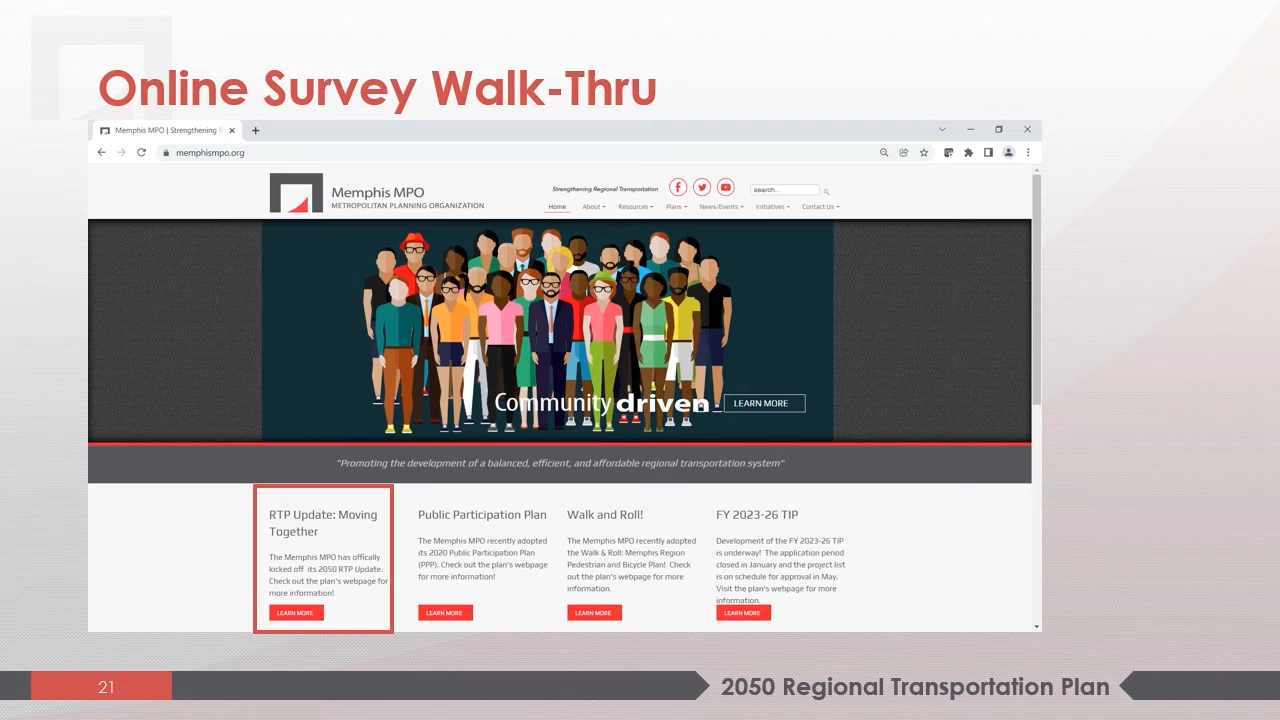 Online Survey Walk-Thru
Memphis MPO | Strengthening
memphismpo.org
Memphis MPO
METROPOLITAN PLANNING ORGANIZATION
Strengthening Regional Transportation
search...
Home About Resources Plans News/Events Initiatives Contact Us
Community driven
LEARN MORE
"Promoting the development of a balanced, efficient, and affordable regional transportation system"
RTP Update: Moving
Together
The Memphis MPO has offically
kicked off its 2050 RTP Update.
Check out the plan's webpage for
more information!
LEARN MORE
Public Participation Plan
The Memphis MPO recently adopted
its 2020 Public Participation Plan
(PPP). Check out the plan's webpage
for more information!
LEARN MORE
Walk and Roll!
The Memphis MPO recently adopted
the Walk & Roll: Memphis Region
Pedestrian and Bicycle Plan! Check
out the plan's webpage for more
information.
LEARN MORE
FY 2023-26 TIP
Development of the FY 2023-26 TIP
is underway! The application period
closed in January and the project list
is on schedule for approval in May.
Visit the plan's webpage for more
information.
LEARN MORE
21
2050 Regional Transportation Plan